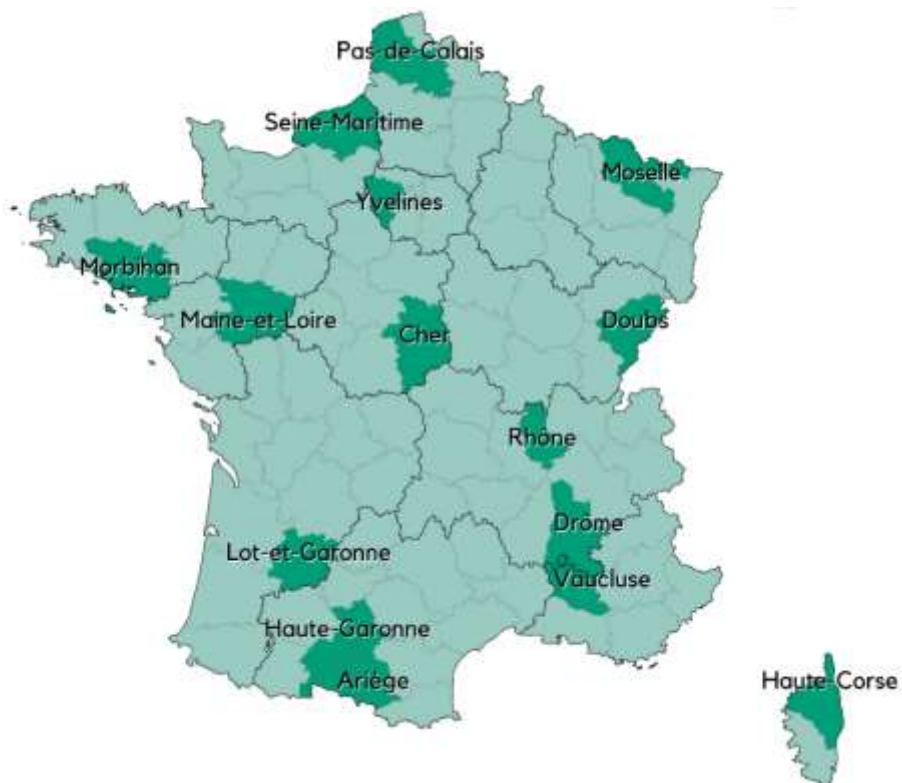 Pas-de-Calais
Seine-Maritime
Moselle
Yvelines
Morbihan
Maine-et-Loire
Cher
Doubs
Rhône
Drôme
Lot-et-Garonne
Vaucluse
Haute-Garonne
Ariège
Haute-Corse